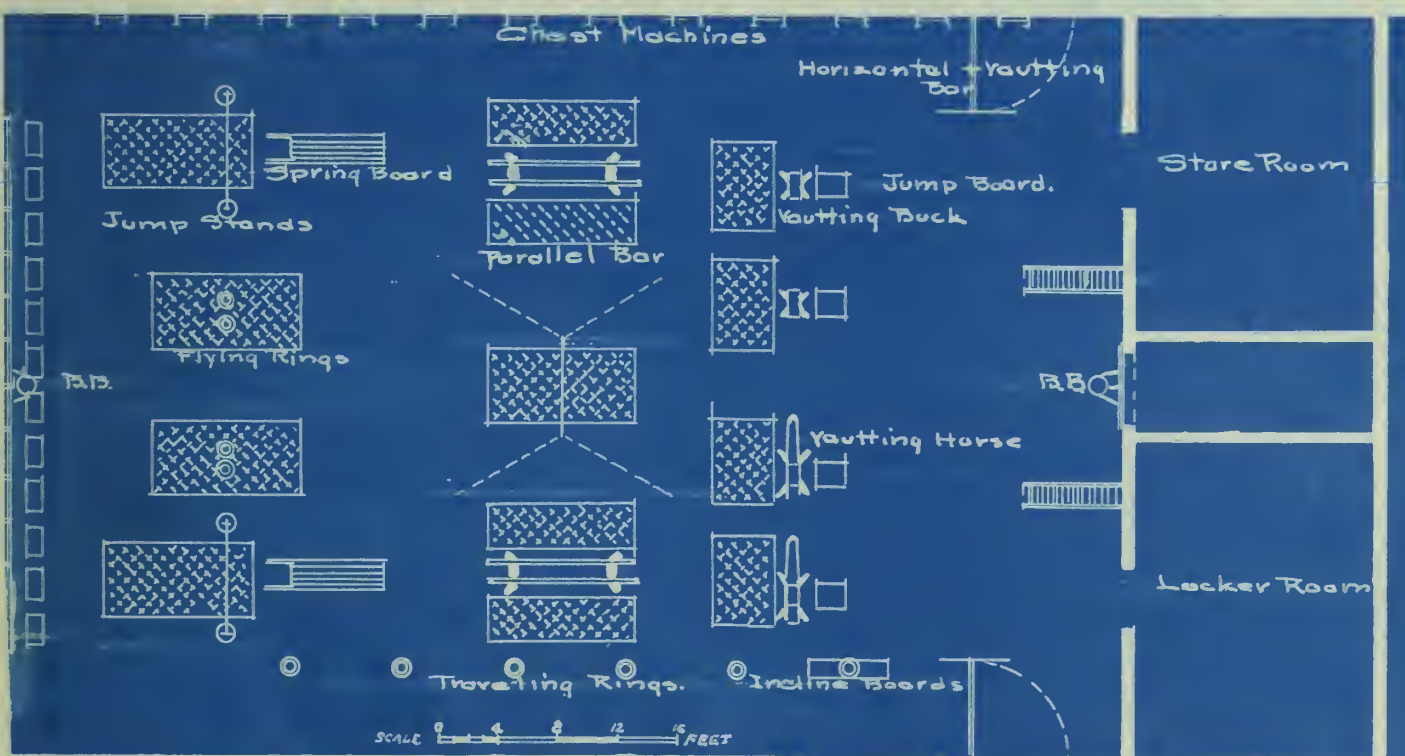 Chest Machines
Horizontal + Vaulting
Bar
Spring Board
Jump Stands
Parallel Bar
Jump Board.
Vaulting Buck
Store Room
Flying Rings
B.B.
B.B.
Vaulting Horse
Locker Room
Traveling Rings.
Incline Boards
SCALE 0 4 8 12 16 FEET